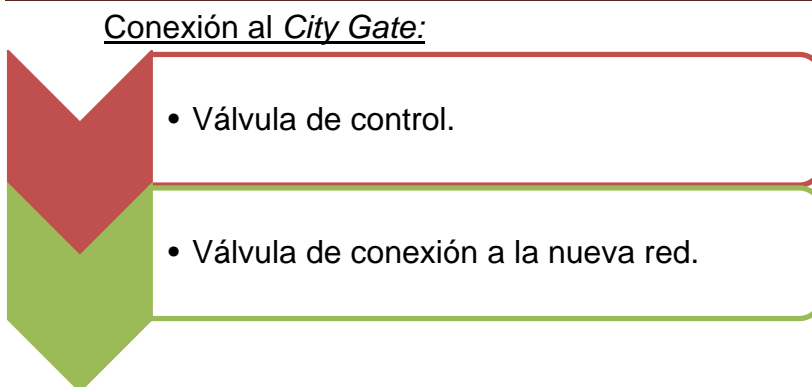 Conexión al City Gate:
• Válvula de control.
• Válvula de conexión a la nueva red.